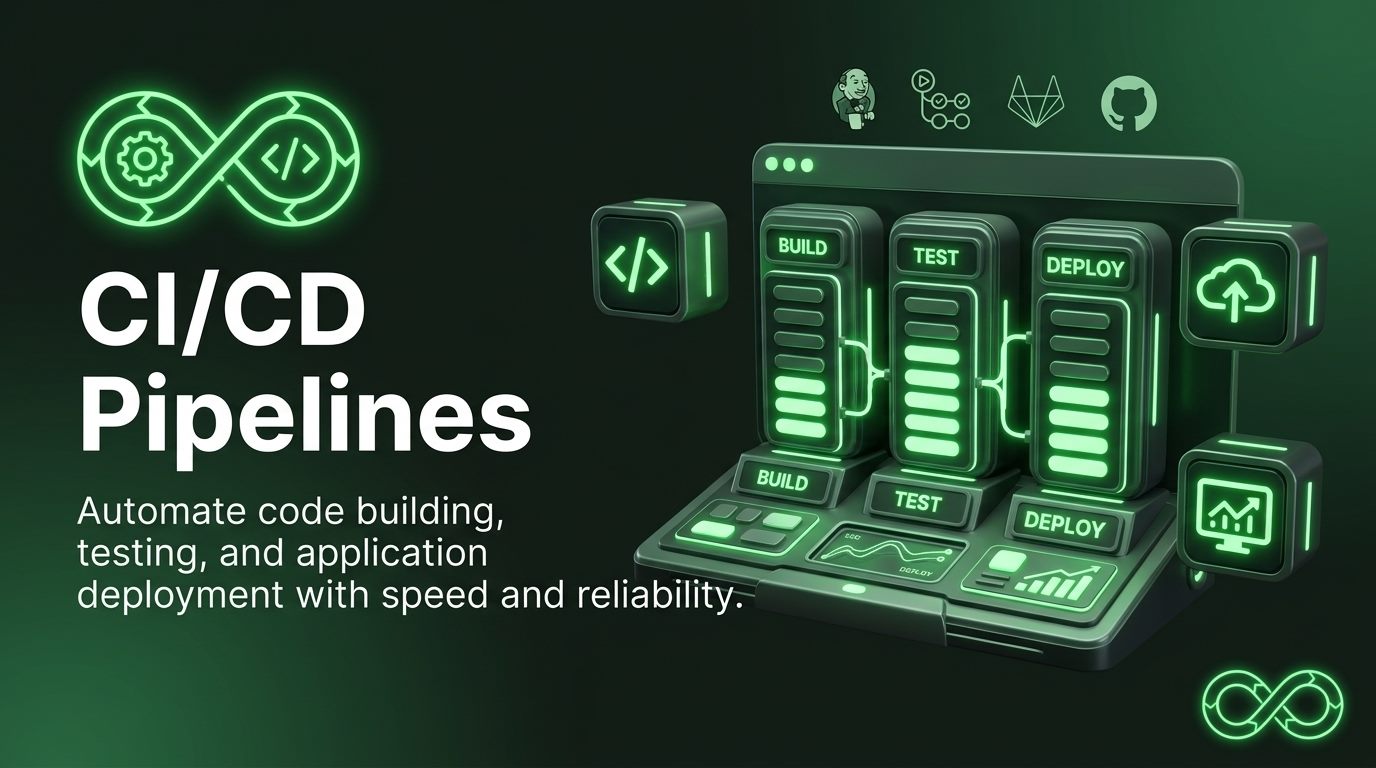 CI/CD
Pipelines
Automate code building,
testing, and application
deployment with speed and reliability.
BUILD
TEST
DEPLOY
BUILD
TEST
DEPLOY
DEPLOY